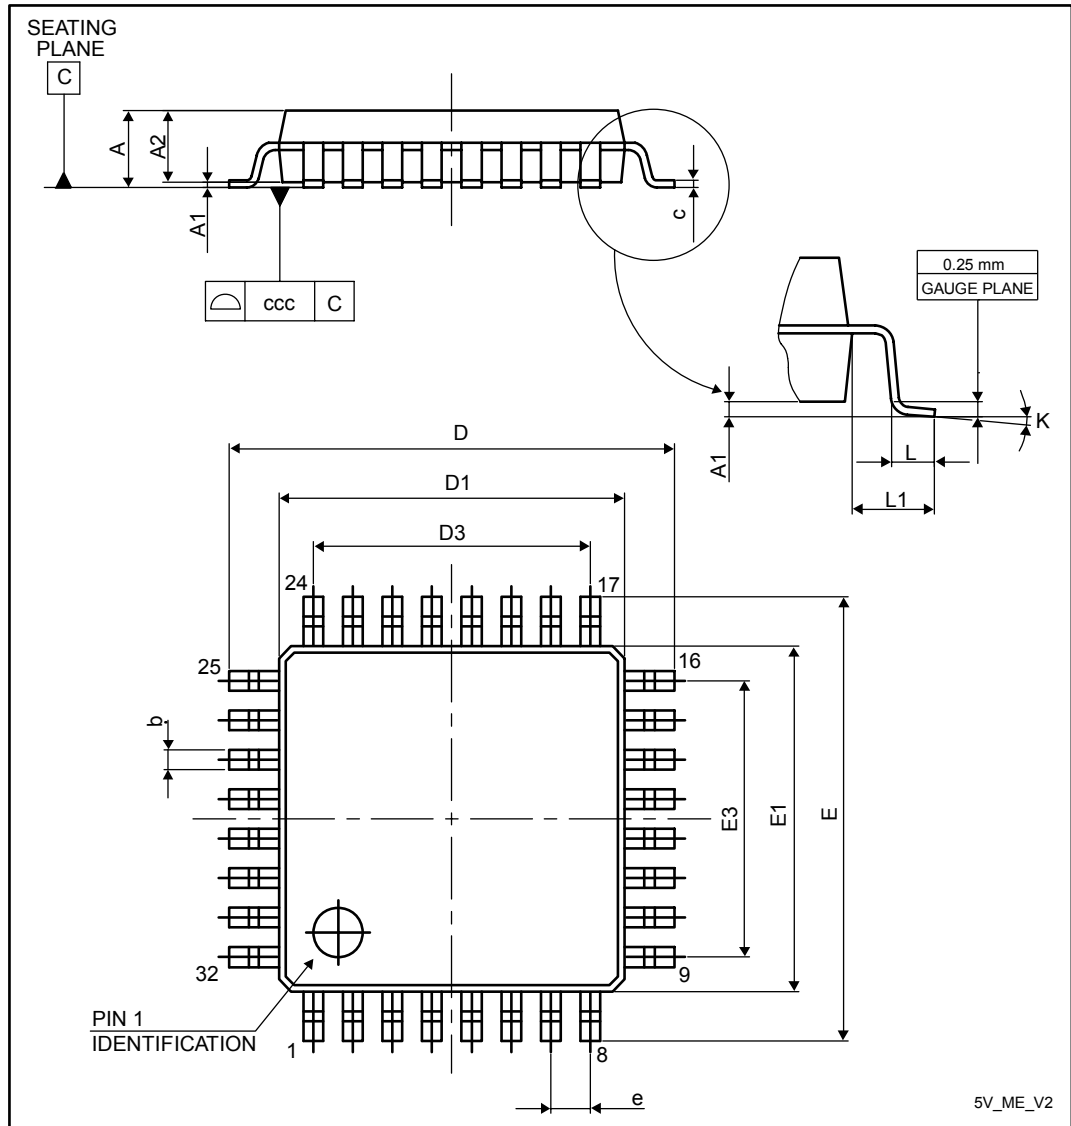 SEATING
PLANE
C
A
A2
A1
c
ccc
C
0.25 mm
GAUGE PLANE
K
A1
L
L1
D
D1
D3
24
17
25
16
b
E3
E1
E
32
9
PIN 1
IDENTIFICATION
1
8
e
5V_ME_V2